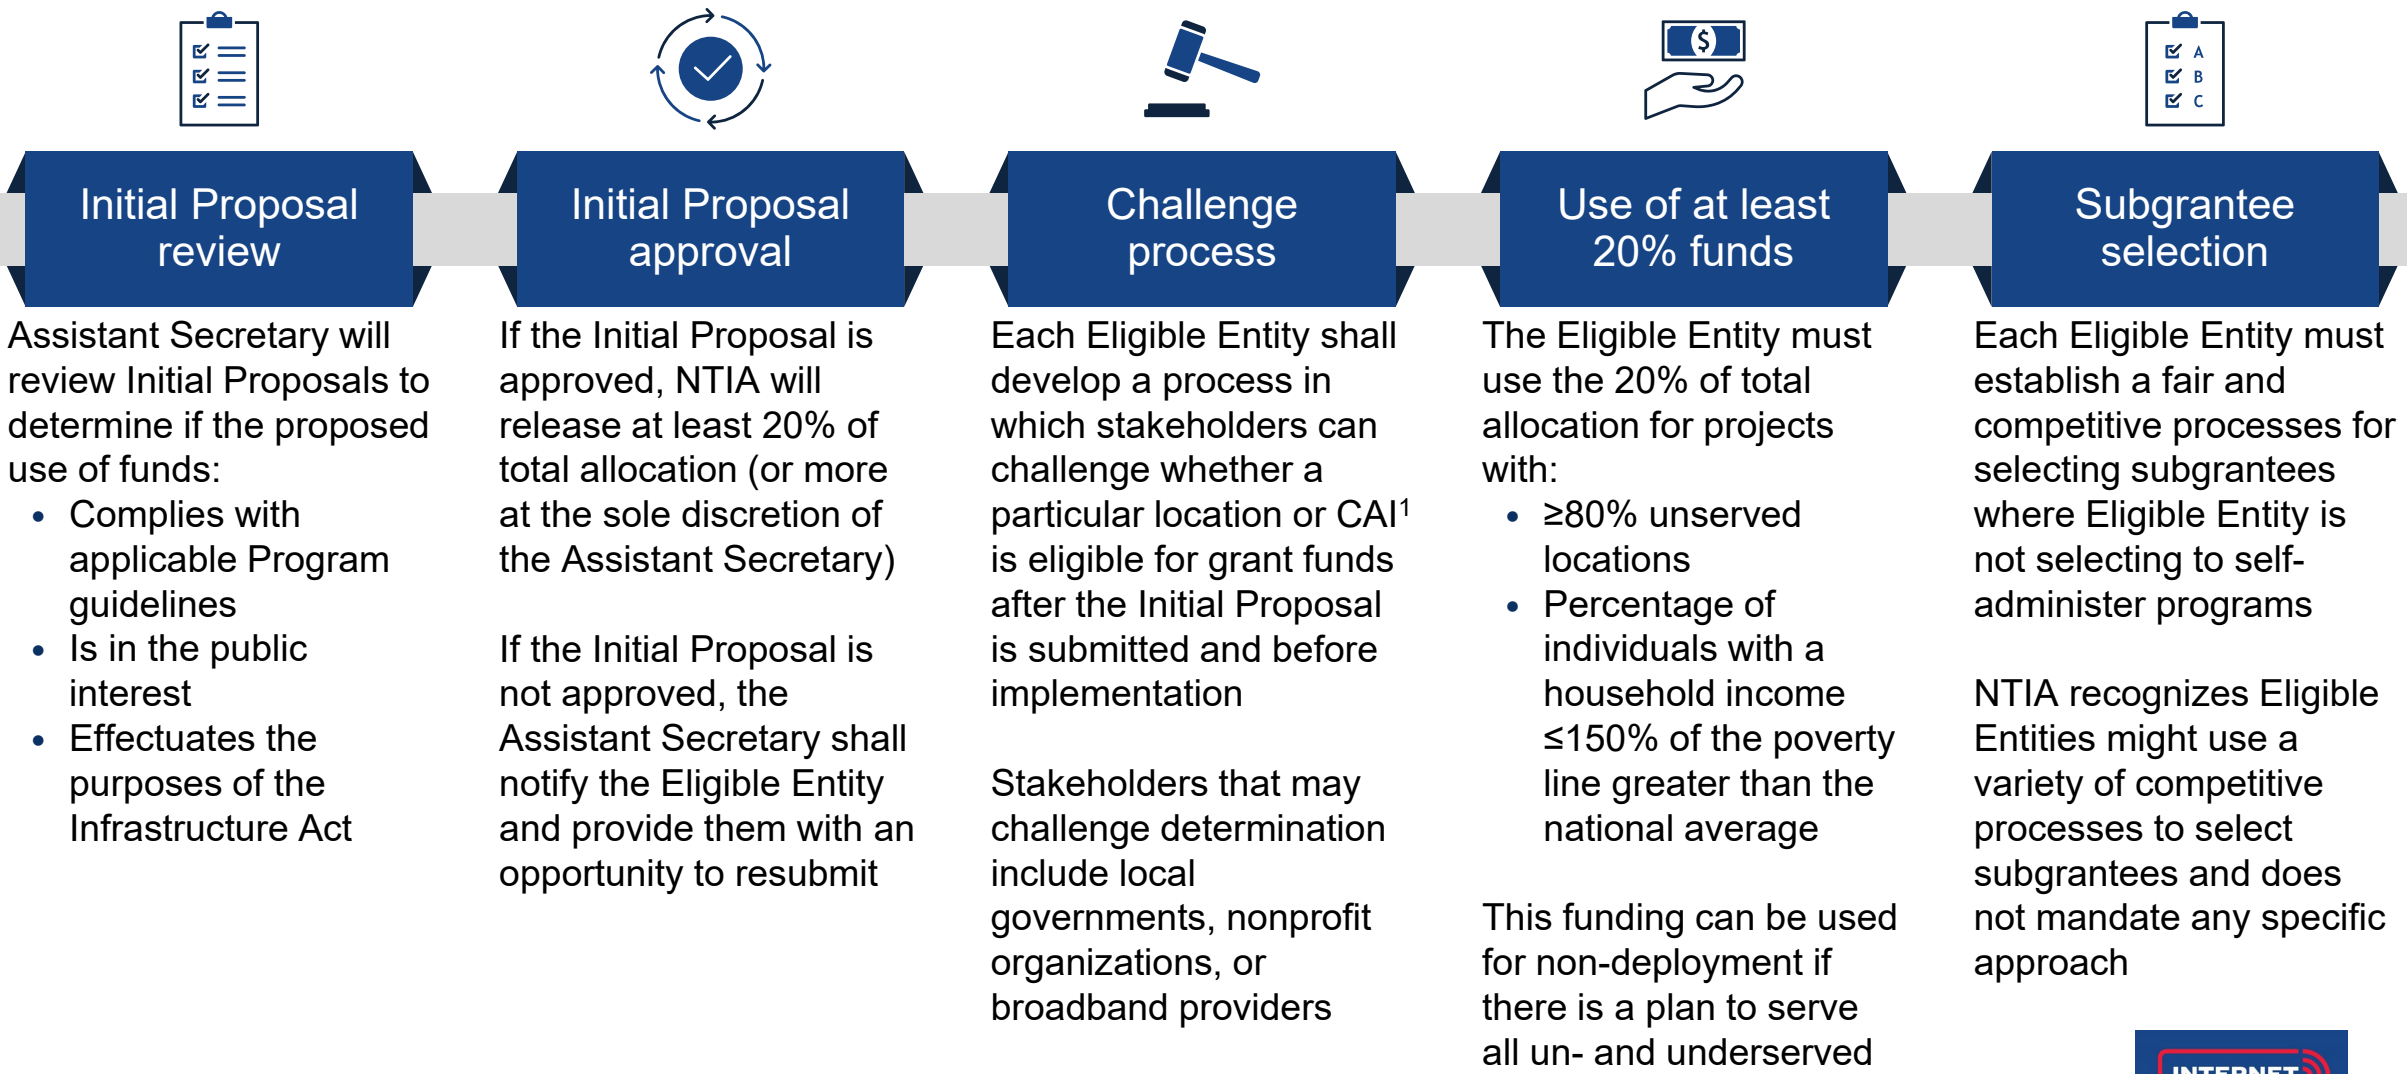 A
B
C
Initial Proposal
review
Initial Proposal
approval
Challenge
process
Use of at least
20% funds
Subgrantee
selection
Assistant Secretary will
review Initial Proposals to
determine if the proposed
use of funds:
• Complies with
applicable Program
guidelines
• Is in the public
interest
• Effectuates the
purposes of the
Infrastructure Act
If the Initial Proposal is
approved, NTIA will
release at least 20% of
total allocation (or more
at the sole discretion of
the Assistant Secretary)
If the Initial Proposal is
not approved, the
Assistant Secretary shall
notify the Eligible Entity
and provide them with an
opportunity to resubmit
Each Eligible Entity shall
develop a process in
which stakeholders can
challenge whether a
particular location or CAI¹
is eligible for grant funds
after the Initial Proposal
is submitted and before
implementation
Stakeholders that may
challenge determination
include local
governments, nonprofit
organizations, or
broadband providers
The Eligible Entity must
use the 20% of total
allocation for projects
with:
• ≥80% unserved
locations
• Percentage of
individuals with a
household income
≤150% of the poverty
line greater than the
national average
This funding can be used
for non-deployment if
there is a plan to serve
all un- and underserved
Each Eligible Entity must
establish a fair and
competitive processes for
selecting subgrantees
where Eligible Entity is
not selecting to self-
administer programs
NTIA recognizes Eligible
Entities might use a
variety of competitive
processes to select
subgrantees and does
not mandate any specific
approach
INTERNET